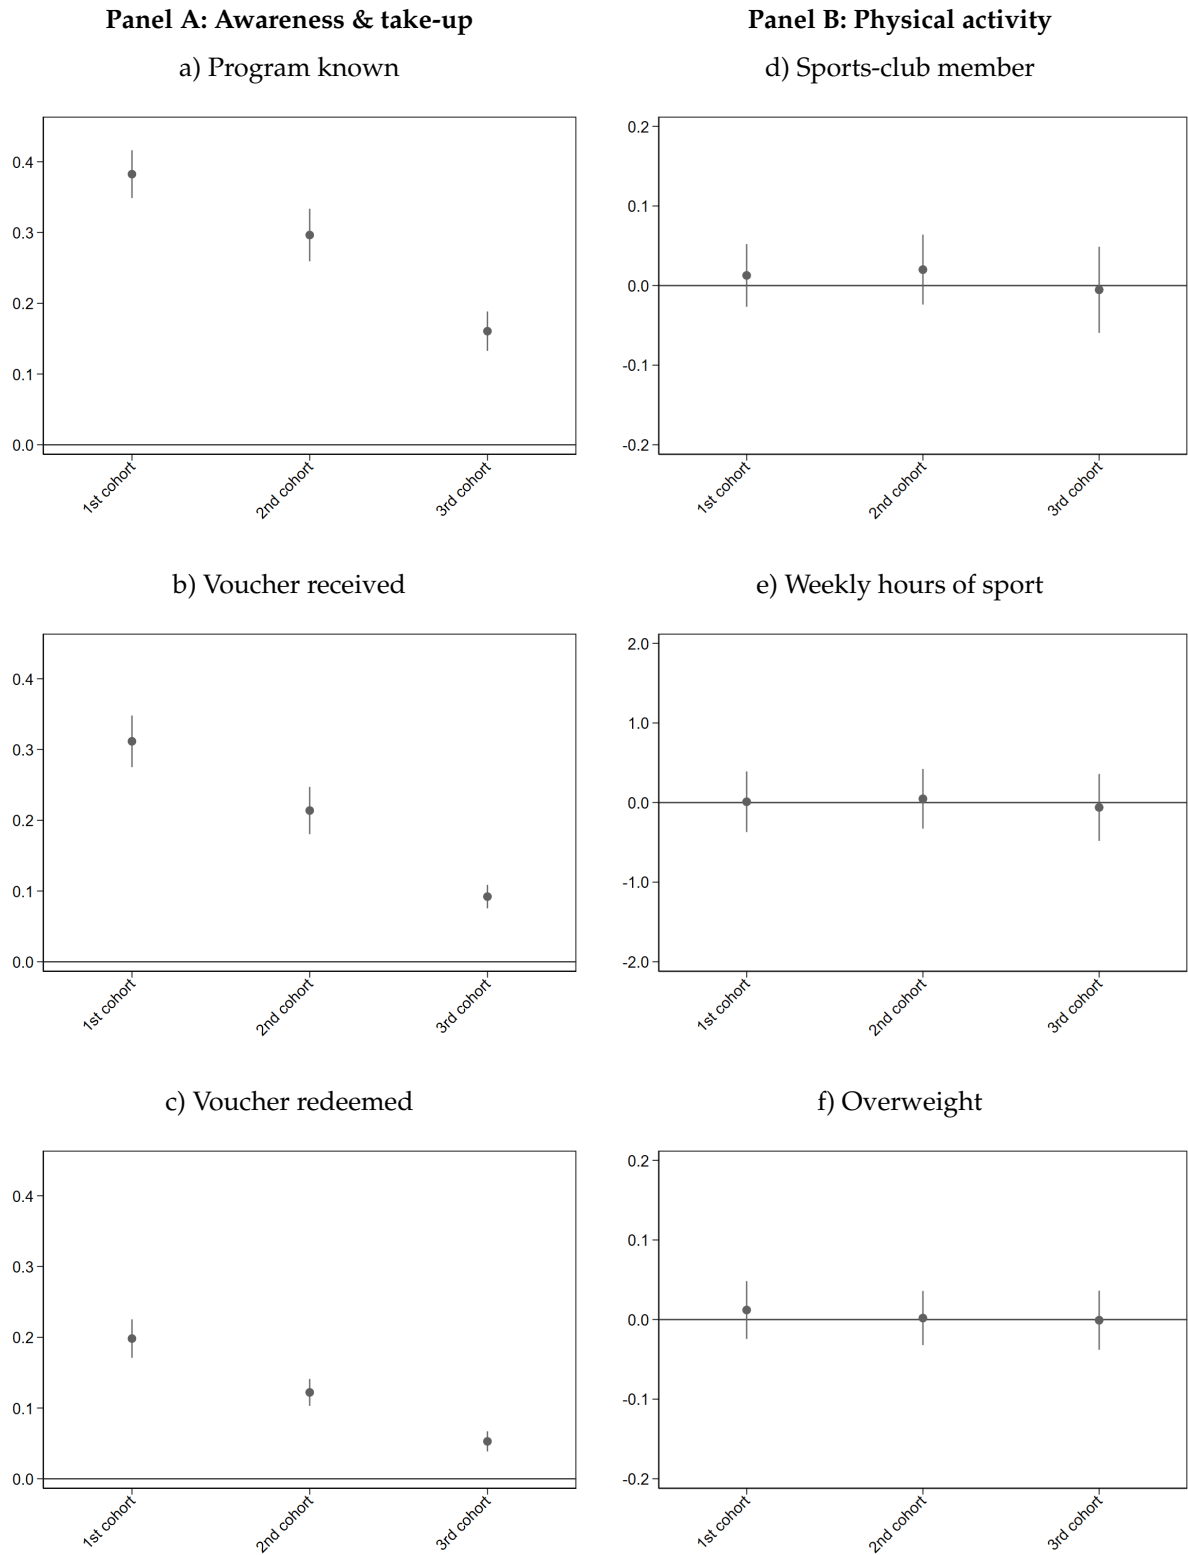 Panel A: Awareness & take-up
a) Program known
0.4
0.3
0.2
0.1
0.0
1st cohort
2nd cohort
3rd cohort
b) Voucher received
0.4
0.3
0.2
0.1
0.0
1st cohort
2nd cohort
3rd cohort
c) Voucher redeemed
0.4
0.3
0.2
0.1
0.0
1st cohort
2nd cohort
3rd cohort
Panel B: Physical activity
d) Sports-club member
0.2
0.1
0.0
-0.1
-0.2
1st cohort
2nd cohort
3rd cohort
e) Weekly hours of sport
2.0
1.0
0.0
-1.0
-2.0
1st cohort
2nd cohort
3rd cohort
f) Overweight
0.2
0.1
0.0
-0.1
-0.2
1st cohort
2nd cohort
3rd cohort